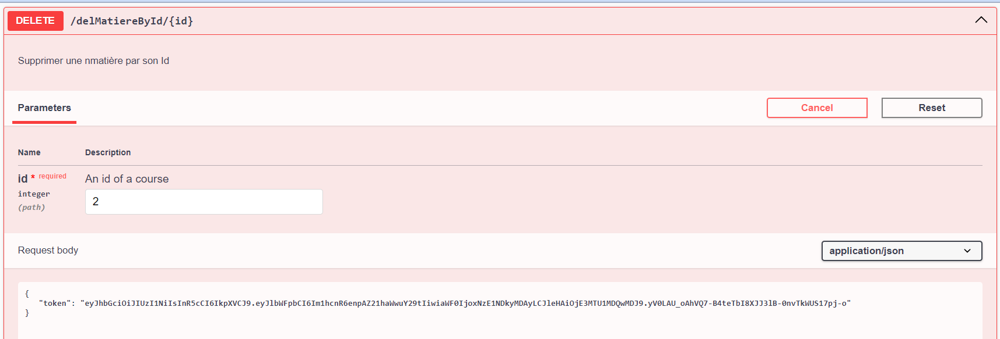 DELETE /delMatiereById/{id}
Supprimer une nmatière par son Id
Parameters
Cancel
Reset
Name Description
id * required An id of a course
integer
(path)
2
Request body
application/json
{
"token": "eyJhbGciOiJIUzI1NiIsInR5cCI6IkpXVCJ9.eyJlbWFpbCI6Im1hcnR6enpAZ21haWwuY29tIiwiaWF0IjoxNzE1NDkyMDAyLCJleHAiOjE3MTU1MDQwMDJ9.yV0LAU_oAhVQ7-B4teTbI8XJJ3lB-0nvTkWUS17pj-o"
}